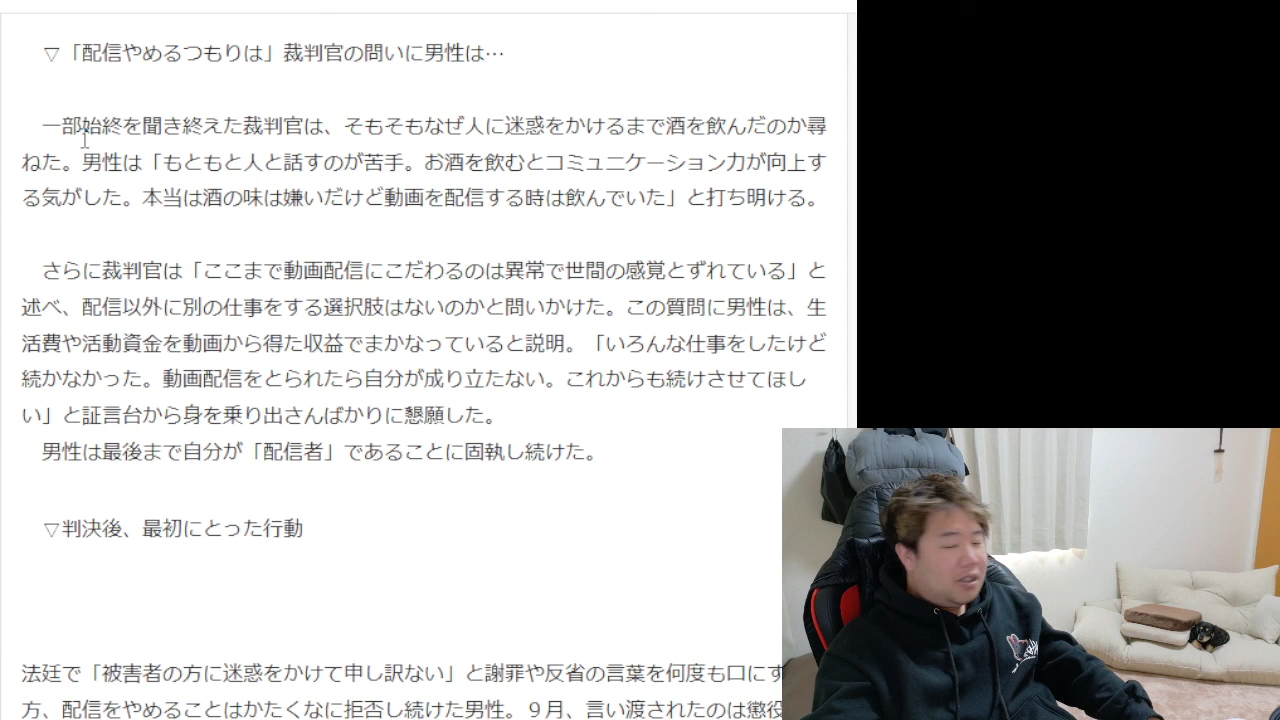 ▽「配信やめるつもりは」裁判官の問いに男性は…
一部始終を聞き終えた裁判官は、そもそもなぜ人に迷惑をかけるまで酒を飲んだのか尋
ねた。男性は「もともと人と話すのが苦手。お酒を飲むとコミュニケーション力が向上す
る気がした。本当は酒の味は嫌いだけど動画を配信する時は飲んでいた」と打ち明ける。
さらに裁判官は「ここまで動画配信にこだわるのは異常で世間の感覚とずれている」と
述べ、配信以外に別の仕事をする選択肢はないのかと問いかけた。この質問に男性は、生
活費や活動資金を動画から得た収益でまかなっていると説明。「いろんな仕事をしたけど
続かなかった。動画配信をとられたら自分が成り立たない。これからも続けさせてほし
い」と証言台から身を乗り出さんばかりに懇願した。
男性は最後まで自分が「配信者」であることに固執し続けた。
▽判決後、最初にとった行動
法廷で「被害者の方に迷惑をかけて申し訳ない」と謝罪や反省の言葉を何度も口にす
方、配信をやめることはかたくなに拒否し続けた男性。９月、言い渡されたのは懲役